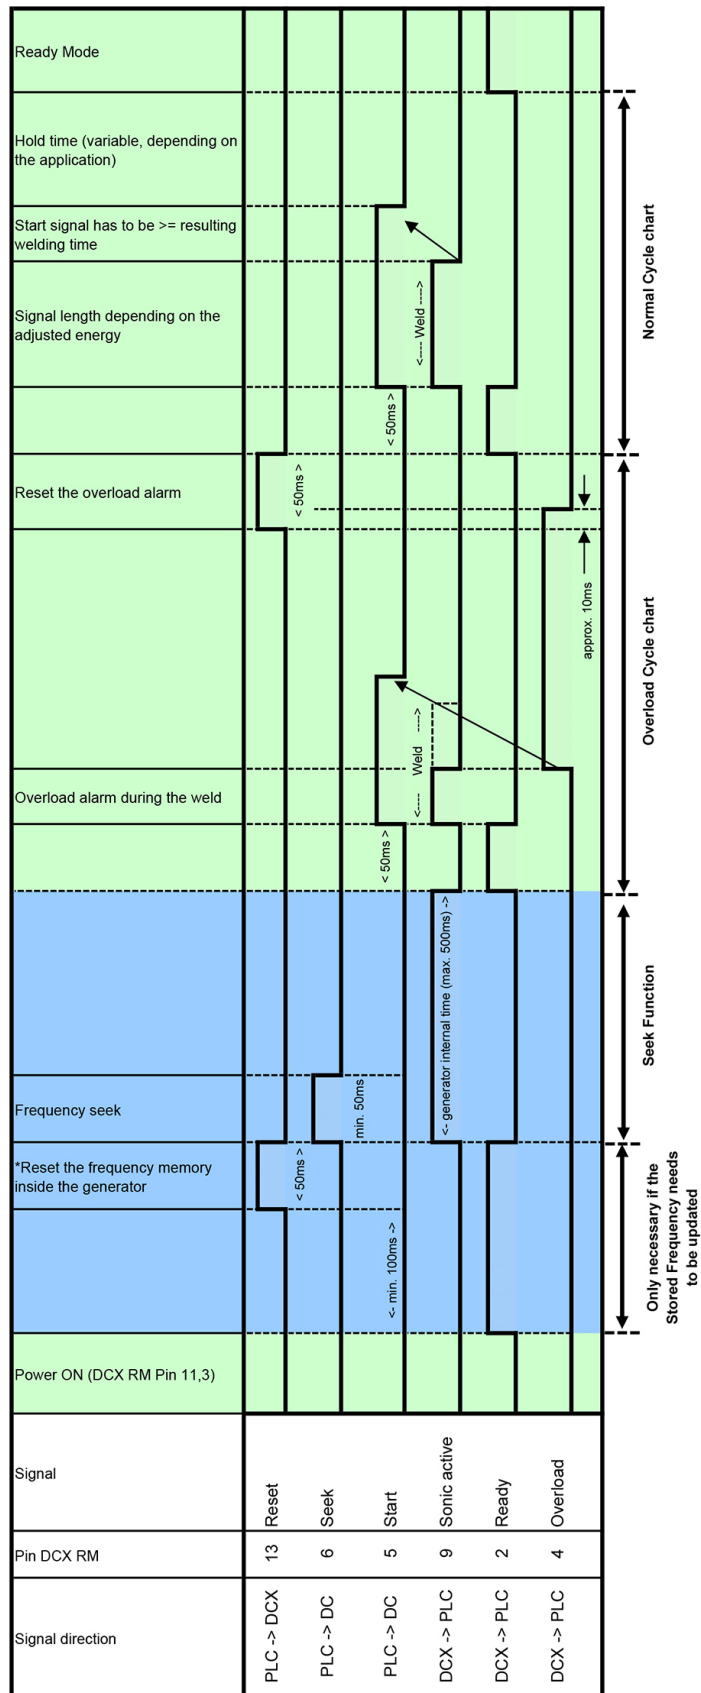 Ready Mode
Hold time (variable, depending on
the application)
Start signal has to be >= resulting
welding time
Signal length depending on the
adjusted energy
Reset the overload alarm
Overload alarm during the weld
Frequency seek
*Reset the frequency memory
inside the generator
Power ON (DCX RM Pin 11,3)
<---- Weld ---->
< 50ms >
< 50ms >
approx. 10ms
<---- Weld ---->
< 50ms >
<- generator internal time (max. 500ms) ->
min. 50ms
< 50ms >
<- min. 100ms ->
Normal Cycle chart
Overload Cycle chart
Seek Function
Only necessary if the
Stored Frequency needs
to be updated
Signal
Reset
Seek
Start
Sonic active
Ready
Overload
Pin DCX RM
13
6
5
9
2
4
Signal direction
PLC -> DCX
PLC -> DC
PLC -> DC
DCX -> PLC
DCX -> PLC
DCX -> PLC